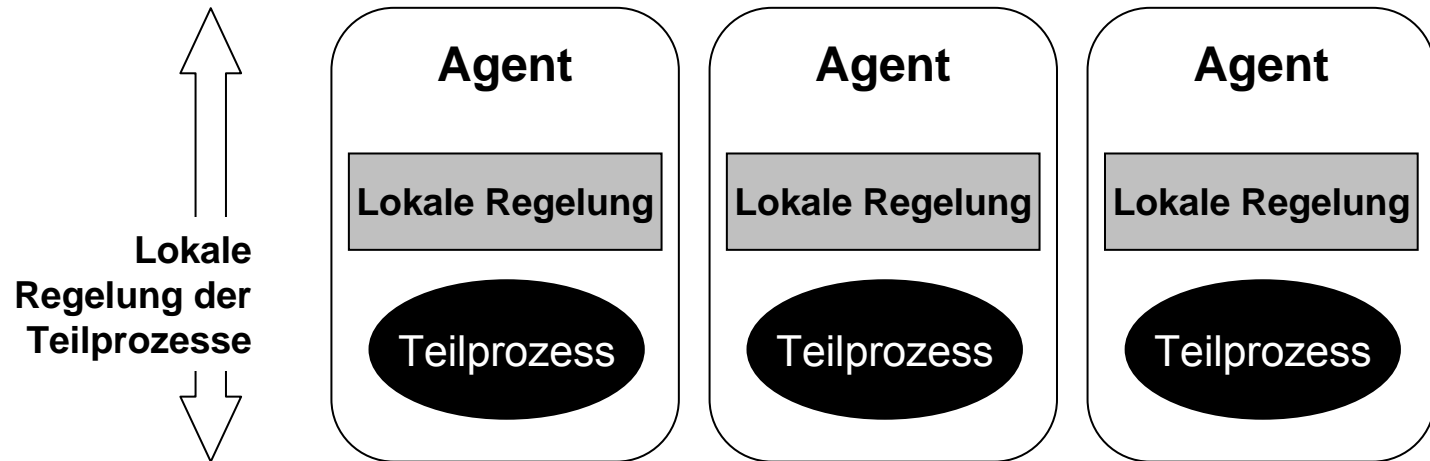 Agent
Agent
Agent
Lokale Regelung
Lokale Regelung
Lokale Regelung
Lokale
Regelung der
Teilprozesse
Teilprozess
Teilprozess
Teilprozess